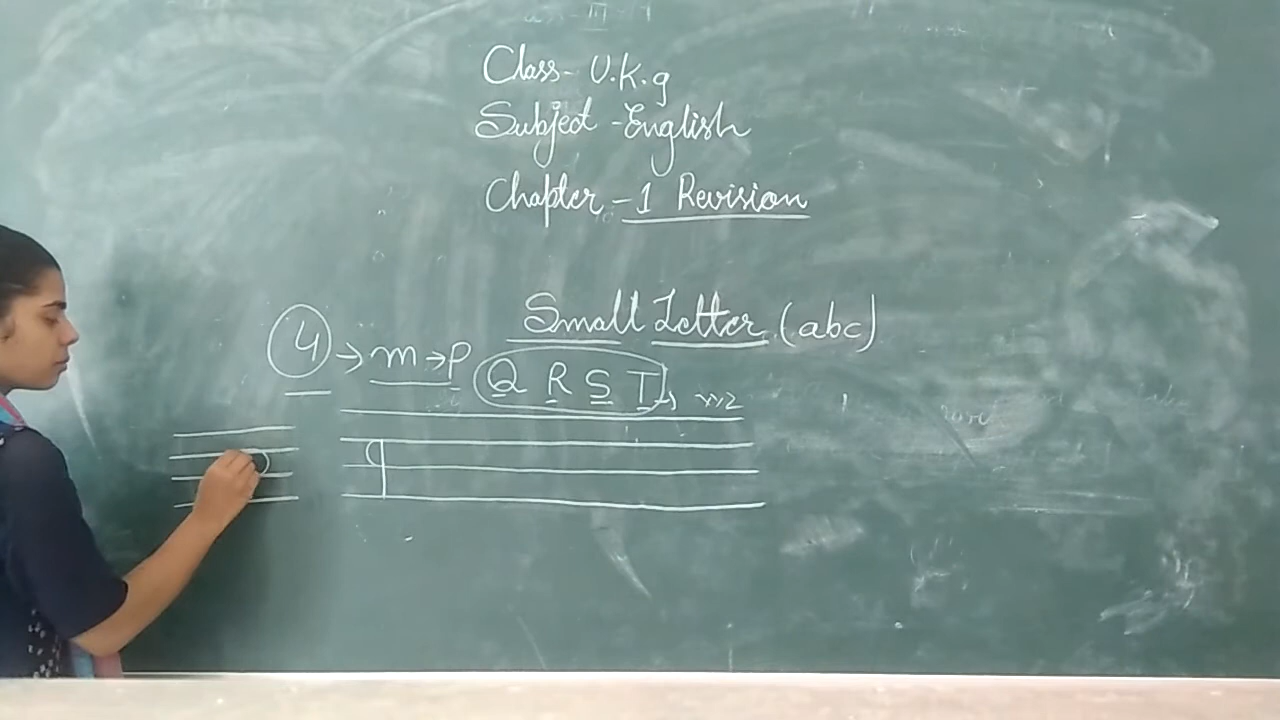 Class- U.K.g
Subject - English
Chapter - 1 Revision
Small Letter (abc)
4 → m → p
Q R S T
q